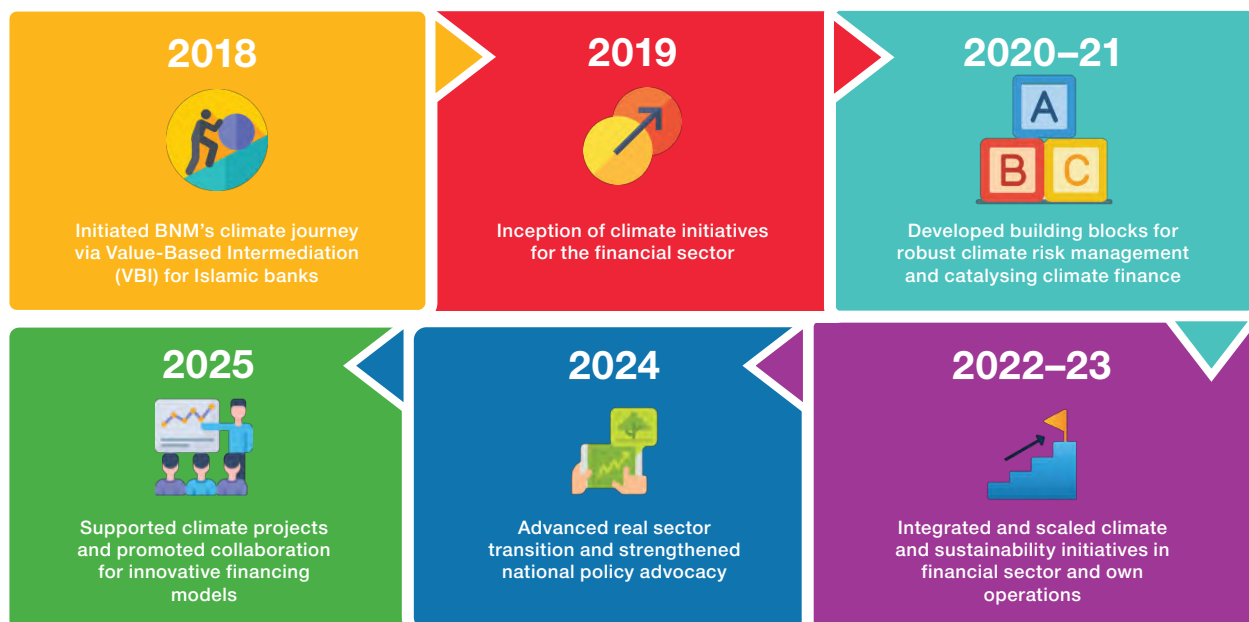 2018
Initiated BNM's climate journey
via Value-Based Intermediation
(VBI) for Islamic banks
2019
Inception of climate initiatives
for the financial sector
2020–21
A
B C
Developed building blocks for
robust climate risk management
and catalysing climate finance
2022–23
Integrated and scaled climate
and sustainability initiatives in
financial sector and own
operations
2024
Advanced real sector
transition and strengthened
national policy advocacy
2025
Supported climate projects
and promoted collaboration
for innovative financing
models